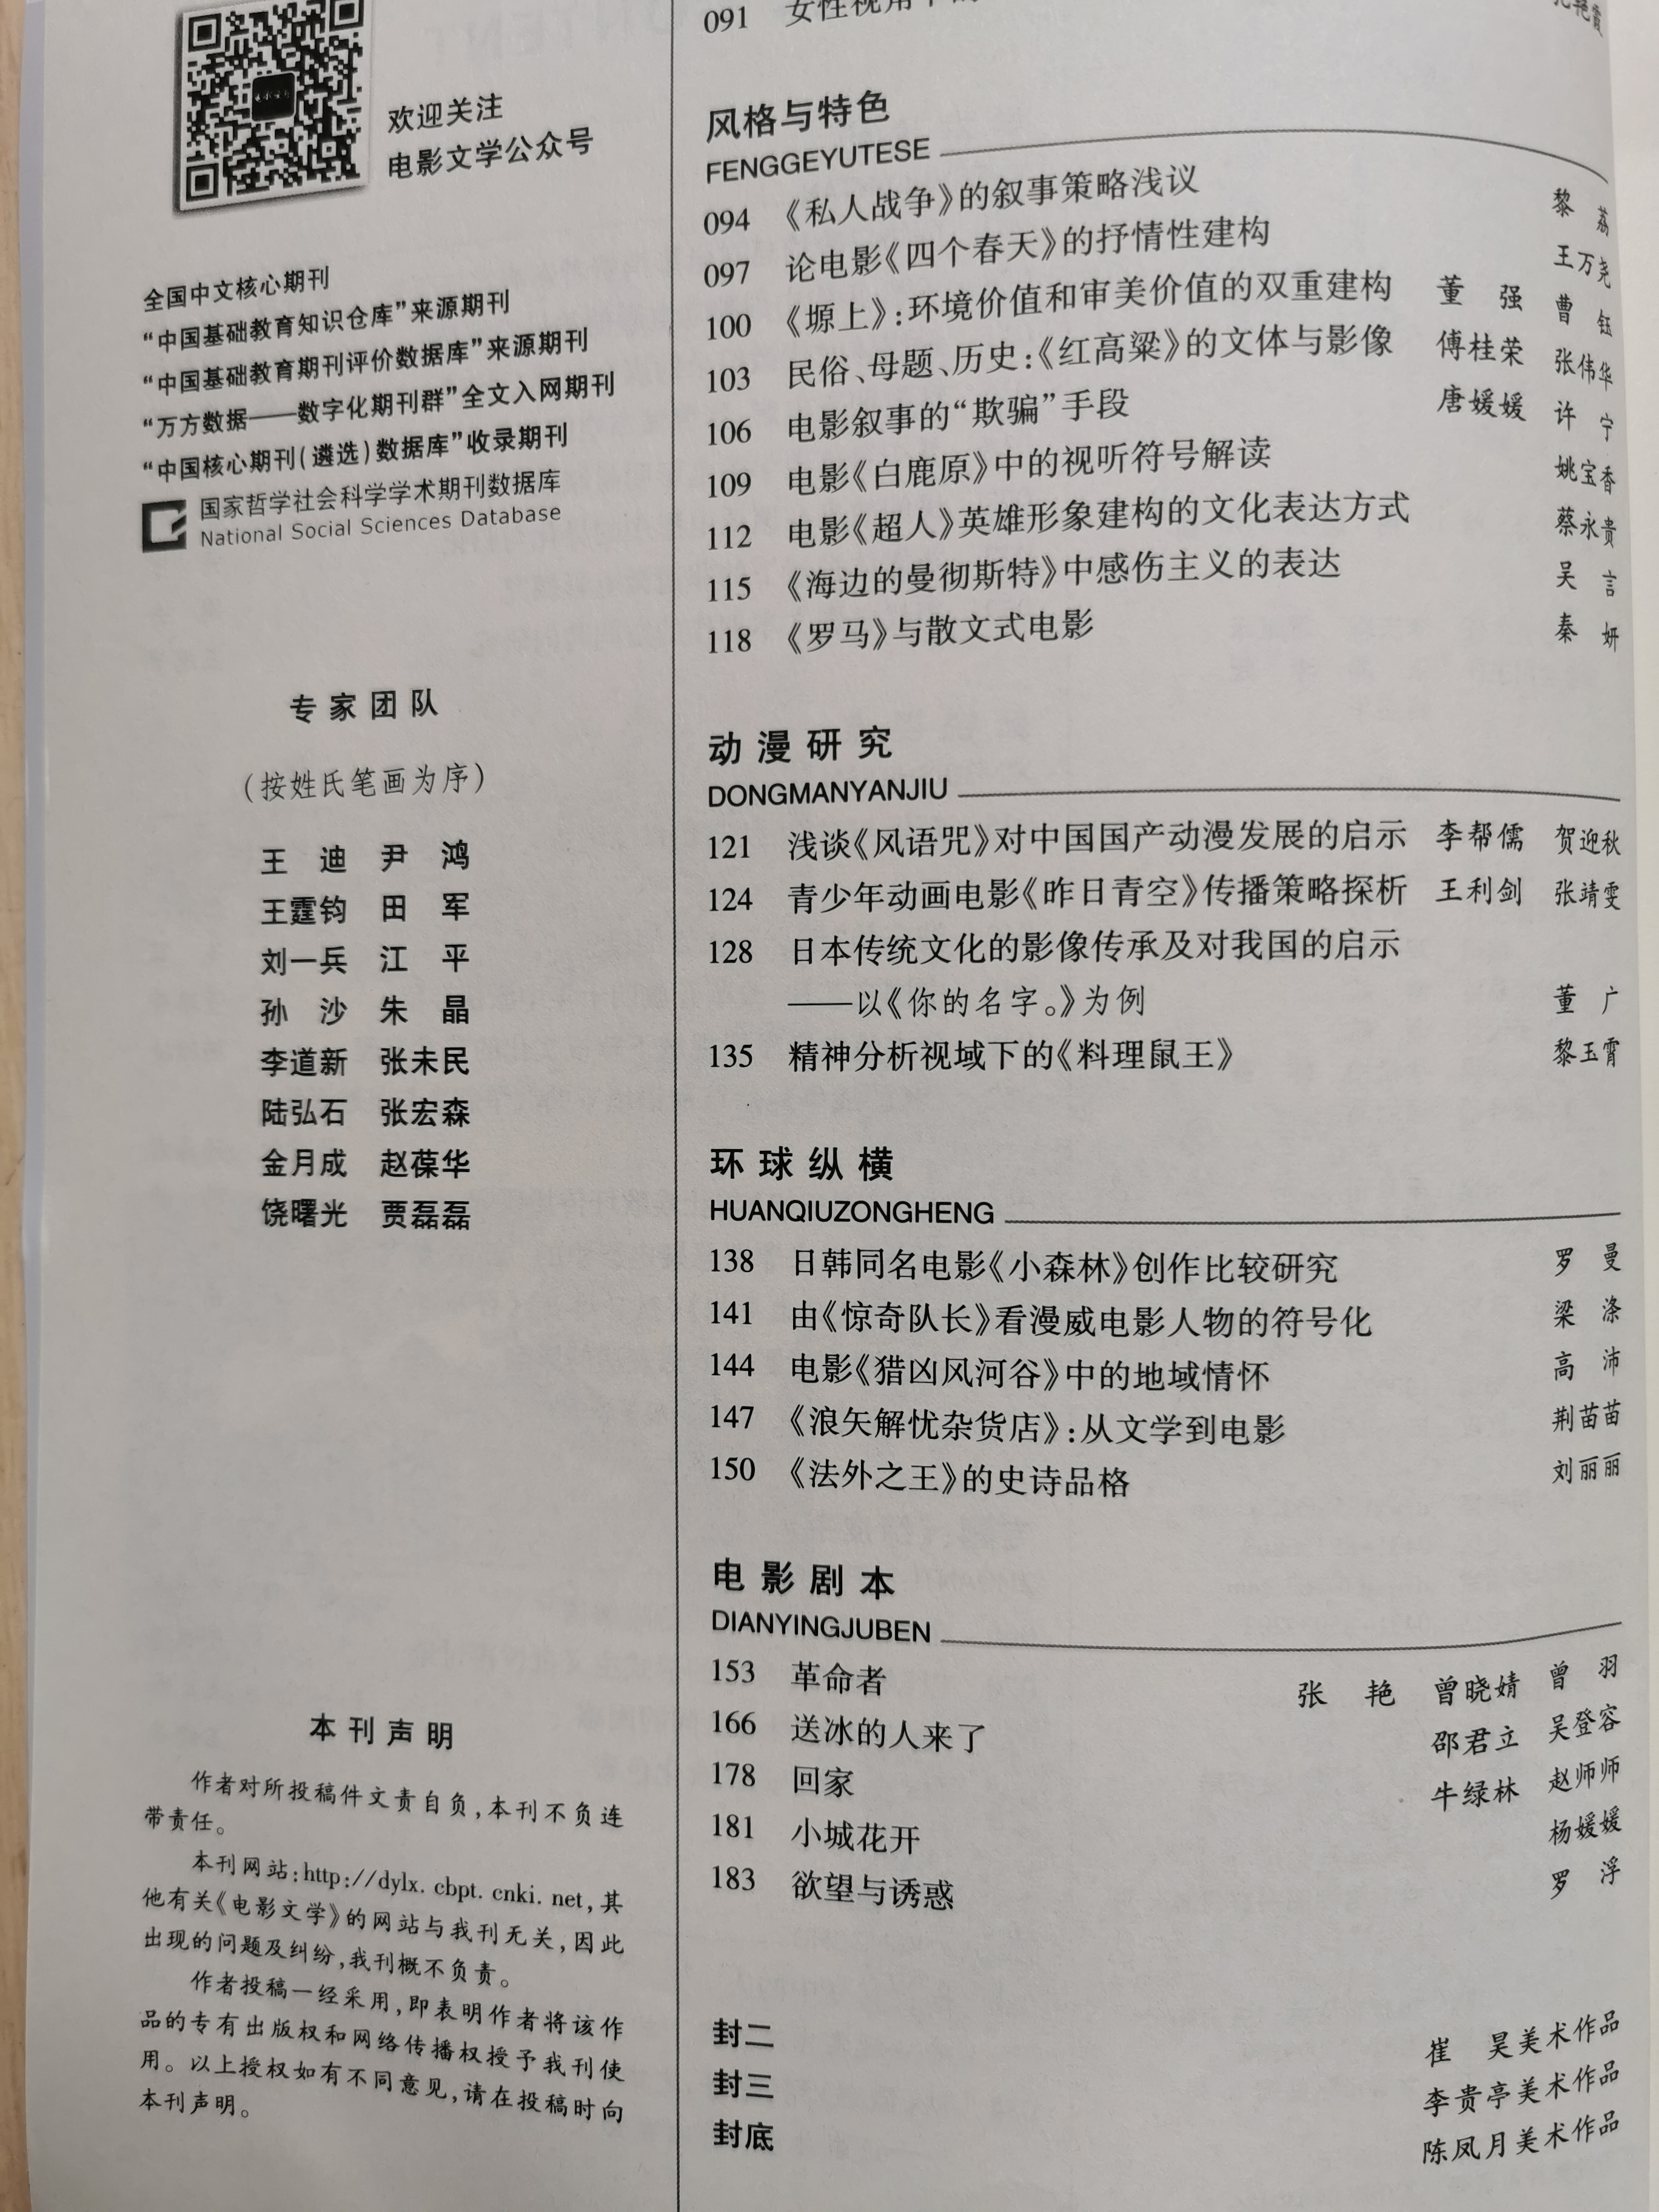 欢迎关注
电影文学公众号
全国中文核心期刊
“中国基础教育知识仓库”来源期刊
“中国基础教育期刊评价数据库”来源期刊
“万方数据——数字化期刊群”全文入网期刊
“中国核心期刊(遴选)数据库”收录期刊
国家哲学社会科学学术期刊数据库
National Social Sciences Database
专家团队
(按姓氏笔画为序)
王 迪 尹 鸿
王霆钧 田 军
刘一兵 江 平
孙 沙 朱 晶
李道新 张未民
陆弘石 张宏森
金月成 赵葆华
饶曙光 贾磊磊
本刊声明
作者对所投稿件文责自负,本刊不负连
带责任。
本刊网站:http://dylx.cbpt.cnki.net,其
他有关《电影文学》的网站与我刊无关,因此
出现的问题及纠纷,我刊概不负责。
作者投稿一经采用,即表明作者将该作
品的专有出版权和网络传播权授予我刊使
用。以上授权如有不同意见,请在投稿时向
本刊声明。
091 女性视角下的
风格与特色
FENGGEYUTESE
094 《私人战争》的叙事策略浅议 黎 荔
097 论电影《四个春天》的抒情性建构 王万尧
100 《塬上》:环境价值和审美价值的双重建构 董 强 曹 钰
103 民俗、母题、历史:《红高粱》的文体与影像 傅桂荣 张伟华
106 电影叙事的“欺骗”手段 唐媛媛 许 宁
109 电影《白鹿原》中的视听符号解读 姚宝香
112 电影《超人》英雄形象建构的文化表达方式 蔡永贵
115 《海边的曼彻斯特》中感伤主义的表达 吴 言
118 《罗马》与散文式电影 秦 妍
动漫研究
DONGMANYANJIU
121 浅谈《风语咒》对中国国产动漫发展的启示 李帮儒 贺迎秋
124 青少年动画电影《昨日青空》传播策略探析 王利剑 张靖雯
128 日本传统文化的影像传承及对我国的启示
——以《你的名字。》为例 董 广
135 精神分析视域下的《料理鼠王》 黎玉霄
环球纵横
HUANQIUZONGHENG
138 日韩同名电影《小森林》创作比较研究 罗 曼
141 由《惊奇队长》看漫威电影人物的符号化 梁 涤
144 电影《猎凶风河谷》中的地域情怀 高 沛
147 《浪矢解忧杂货店》:从文学到电影 荆苗苗
150 《法外之王》的史诗品格 刘丽丽
电影剧本
DIANYINGJUBEN
153 革命者 张 艳 曾晓婧 曾 羽
166 送冰的人来了 邵君立 吴登容
178 回家 牛绿林 赵师师
181 小城花开 杨媛媛
183 欲望与诱惑 罗 浮
封二 崔 昊美术作品
封三 李贵亭美术作品
封底 陈凤月美术作品